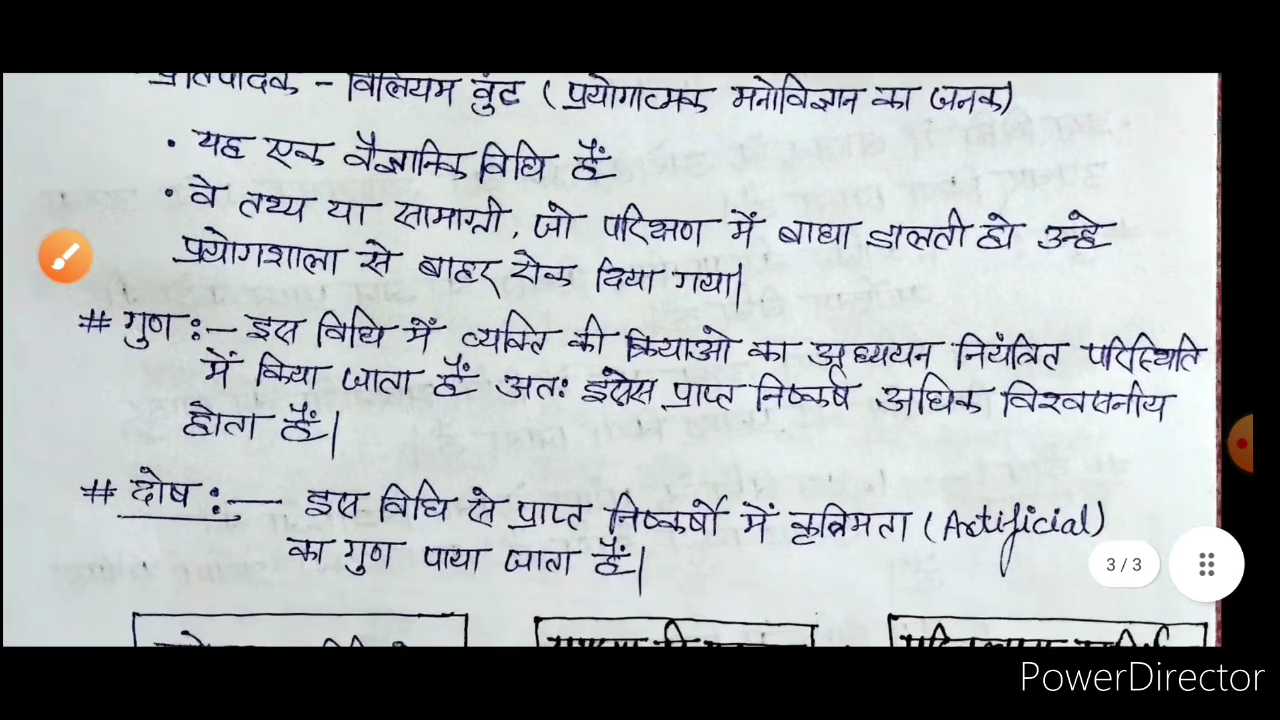 प्रतिपादक - विलियम वुंट (प्रयोगात्मक मनोविज्ञान का जनक)
• यह एक वैज्ञानिक विधि हैं
• वे तथ्य या सामाग्री, जो परिक्षण में बाधा डालती हो उन्हे
प्रयोगशाला से बाहर रोक दिया गया|
# गुण :- इस विधि में व्यक्ति की क्रियाओ का अध्ययन नियंत्रित परिस्थिति
में किया जाता हैं अतः इससे प्राप्त निष्कर्ष अधिक विश्वसनीय
होता हैं|
# दोष :— इस विधि से प्राप्त निष्कर्षो में कृत्रिमता (Artificial)
का गुण पाया जाता हैं|
3 / 3
PowerDirector